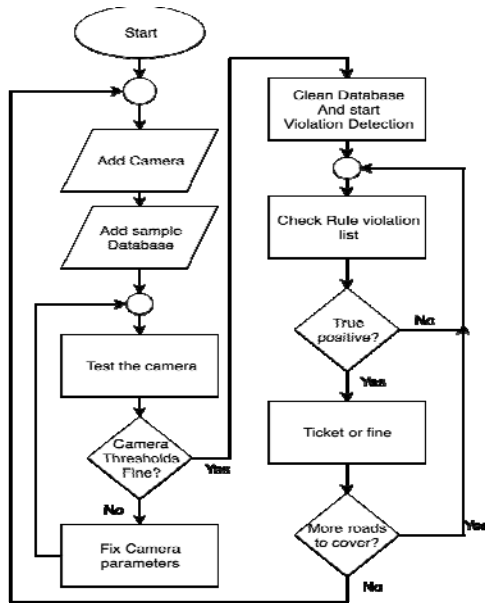 Start
Add Camera
Add sample
Database
Test the camera
Camera
Thresholds
Fine?
Yes
No
Fix Camera
parameters
Clean Database
And start
Violation Detection
Check Rule violation
list
True
positive?
No
Yes
Ticket or fine
More roads
to cover?
Yes
No